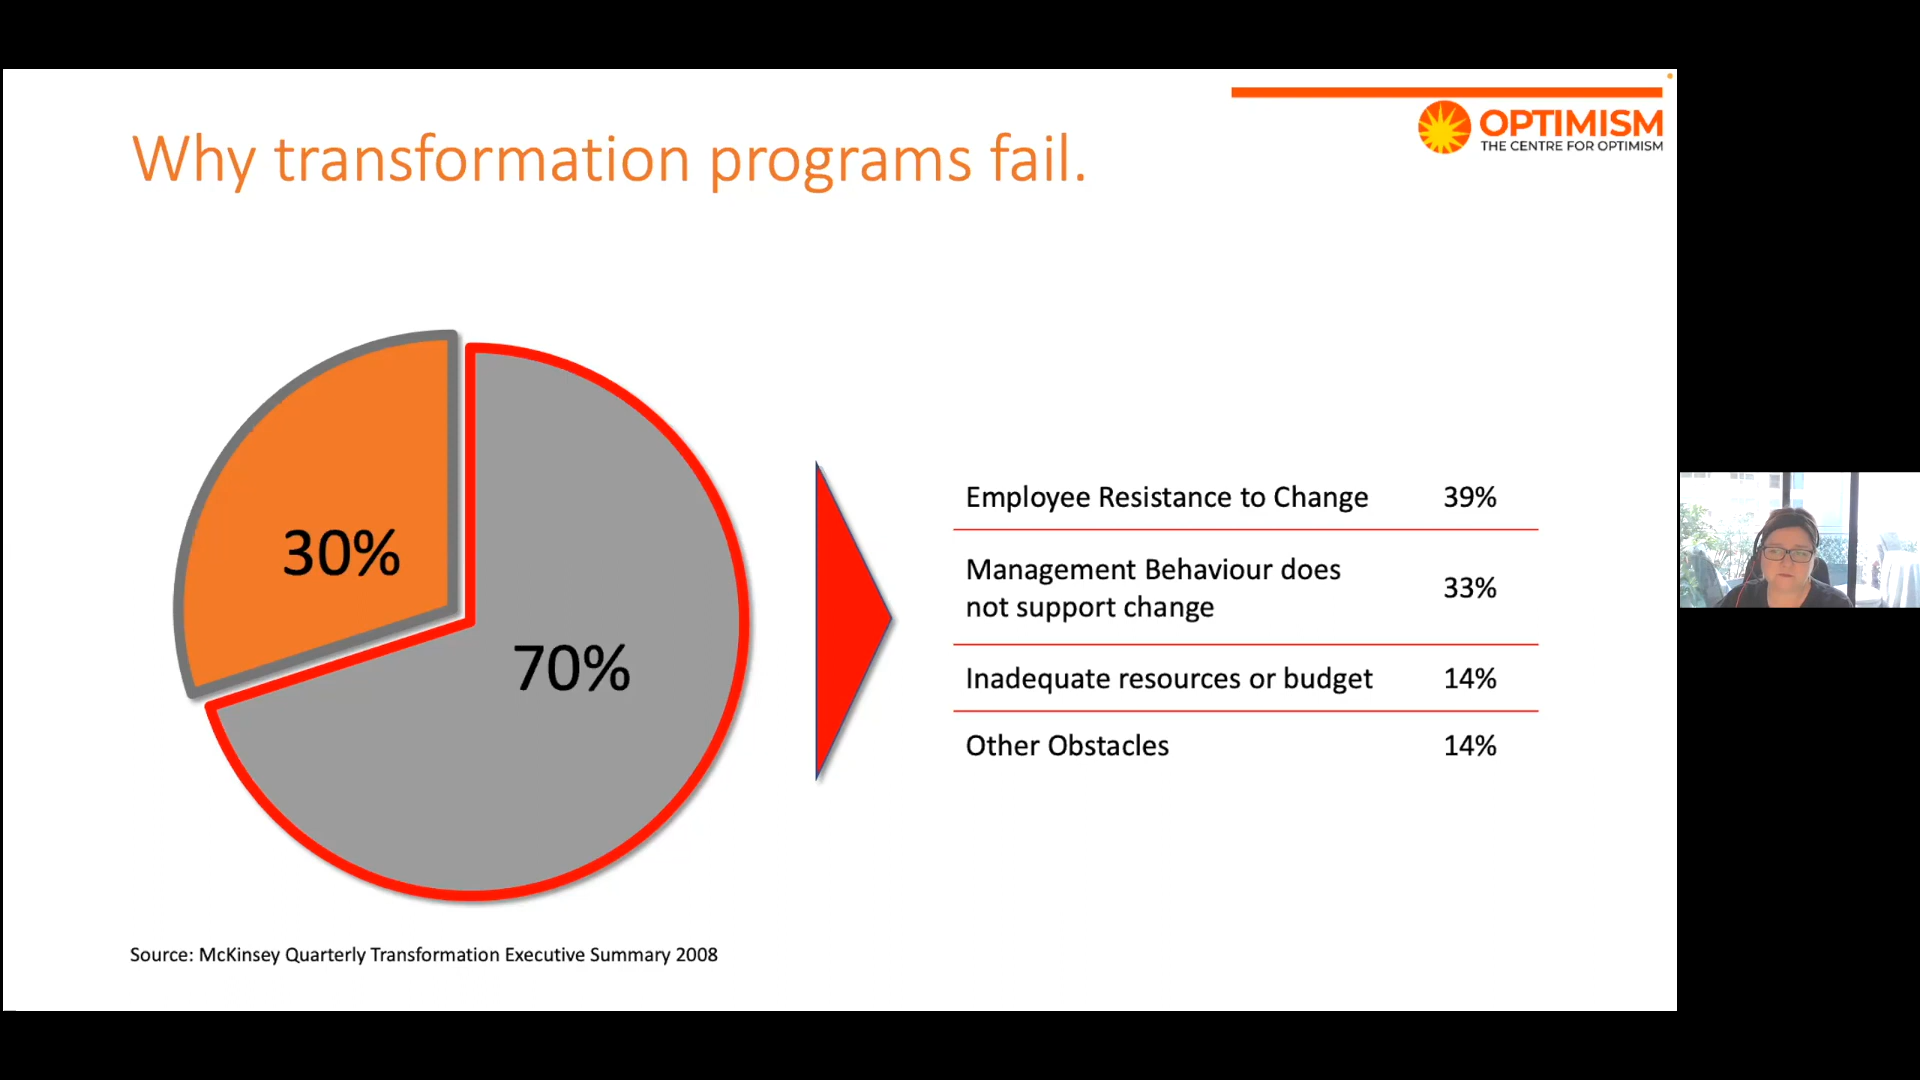 OPTIMISM
THE CENTRE FOR OPTIMISM
Why transformation programs fail.
30%
70%
Employee Resistance to Change 39%
Management Behaviour does
not support change 33%
Inadequate resources or budget 14%
Other Obstacles 14%
Source: McKinsey Quarterly Transformation Executive Summary 2008